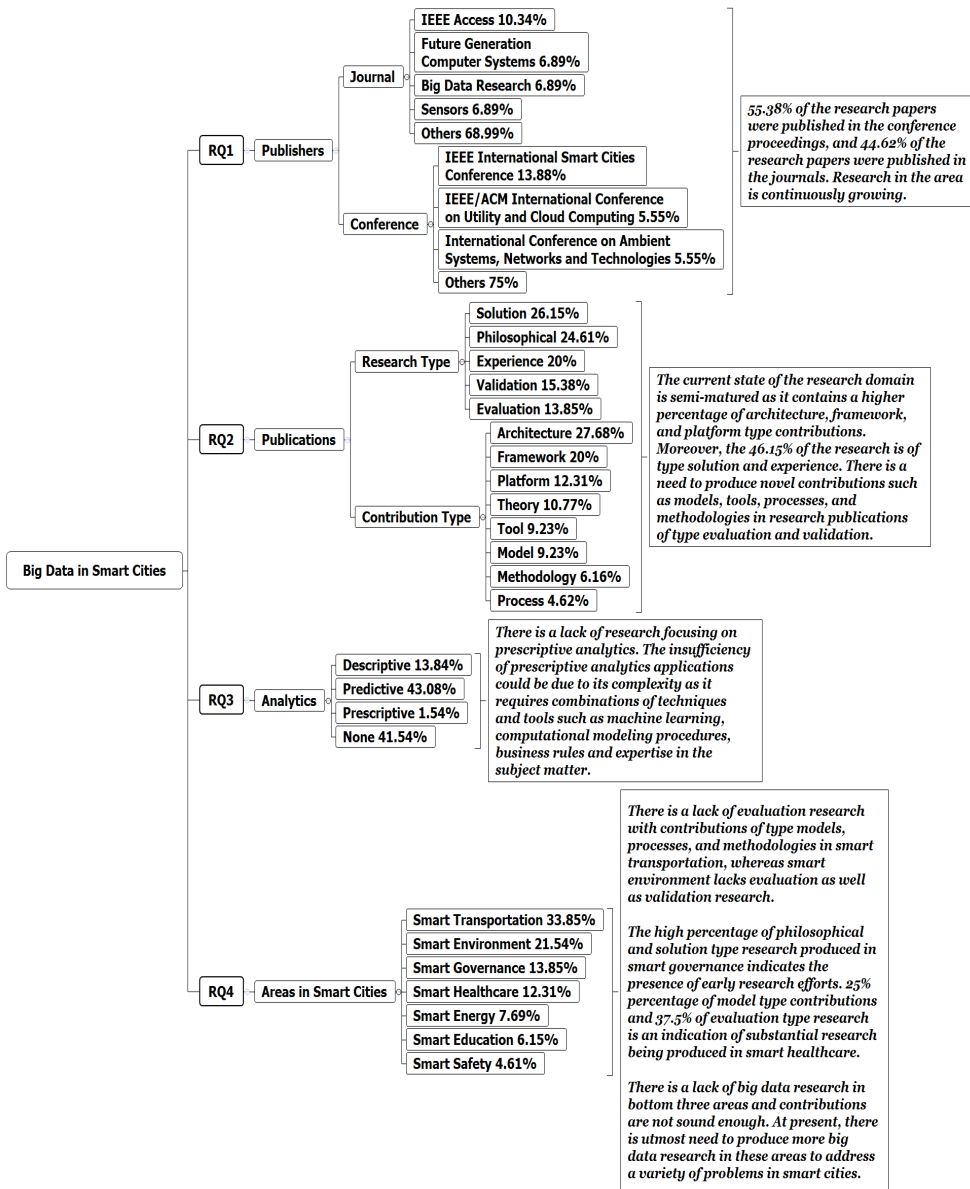 Big Data in Smart Cities
RQ1
Publishers
Journal
IEEE Access 10.34%
Future Generation
Computer Systems 6.89%
Big Data Research 6.89%
Sensors 6.89%
Others 68.99%
Conference
IEEE International Smart Cities
Conference 13.88%
IEEE/ACM International Conference
on Utility and Cloud Computing 5.55%
International Conference on Ambient
Systems, Networks and Technologies 5.55%
Others 75%
55.38% of the research papers
were published in the conference
proceedings, and 44.62% of the
research papers were published in
the journals. Research in the area
is continuously growing.
RQ2
Publications
Research Type
Solution 26.15%
Philosophical 24.61%
Experience 20%
Validation 15.38%
Evaluation 13.85%
Contribution Type
Architecture 27.68%
Framework 20%
Platform 12.31%
Theory 10.77%
Tool 9.23%
Model 9.23%
Methodology 6.16%
Process 4.62%
The current state of the research domain
is semi-matured as it contains a higher
percentage of architecture, framework,
and platform type contributions.
Moreover, the 46.15% of the research is of
type solution and experience. There is a
need to produce novel contributions such
as models, tools, processes, and
methodologies in research publications
of type evaluation and validation.
RQ3
Analytics
Descriptive 13.84%
Predictive 43.08%
Prescriptive 1.54%
None 41.54%
There is a lack of research focusing on
prescriptive analytics. The insufficiency
of prescriptive analytics applications
could be due to its complexity as it
requires combinations of techniques
and tools such as machine learning,
computational modeling procedures,
business rules and expertise in the
subject matter.
RQ4
Areas in Smart Cities
Smart Transportation 33.85%
Smart Environment 21.54%
Smart Governance 13.85%
Smart Healthcare 12.31%
Smart Energy 7.69%
Smart Education 6.15%
Smart Safety 4.61%
There is a lack of evaluation research
with contributions of type models,
processes, and methodologies in smart
transportation, whereas smart
environment lacks evaluation as well
as validation research.
The high percentage of philosophical
and solution type research produced in
smart governance indicates the
presence of early research efforts. 25%
percentage of model type contributions
and 37.5% of evaluation type research
is an indication of substantial research
being produced in smart healthcare.
There is a lack of big data research in
bottom three areas and contributions
are not sound enough. At present, there
is utmost need to produce more big
data research in these areas to address
a variety of problems in smart cities.